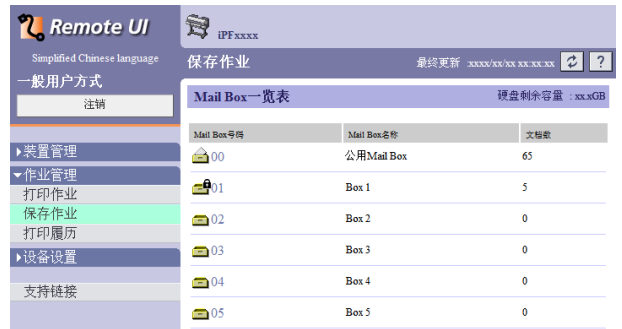 Remote UI
Simplified Chinese language
一般用户方式
注销
▶装置管理
▼作业管理
打印作业
保存作业
打印履历
▶设备设置
支持链接
iPFxxxx
保存作业 最终更新 xxxx/xx/xx xx:xx:xx ?
Mail Box一览表 硬盘剩余容量 : xx.xGB
Mail Box号码 Mail Box名称 文档数
00 公用Mail Box 65
01 Box 1 5
02 Box 2 0
03 Box 3 0
04 Box 4 0
05 Box 5 0